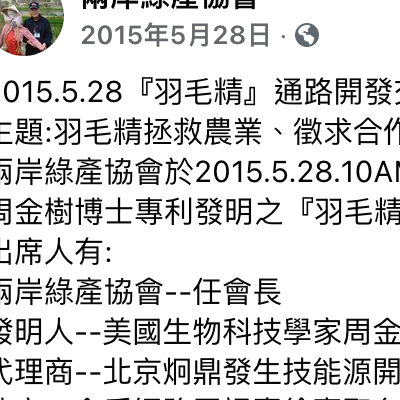 兩岸綠產協會
2015年5月28日 ·
2015.5.28『羽毛精』通路開發
主題:羽毛精拯救農業、徵求合作
兩岸綠產協會於2015.5.28.10AM
周金樹博士專利發明之『羽毛精
出席人有:
兩岸綠產協會--任會長
發明人--美國生物科技學家周金
代理商--北京炯鼎發生技能源開